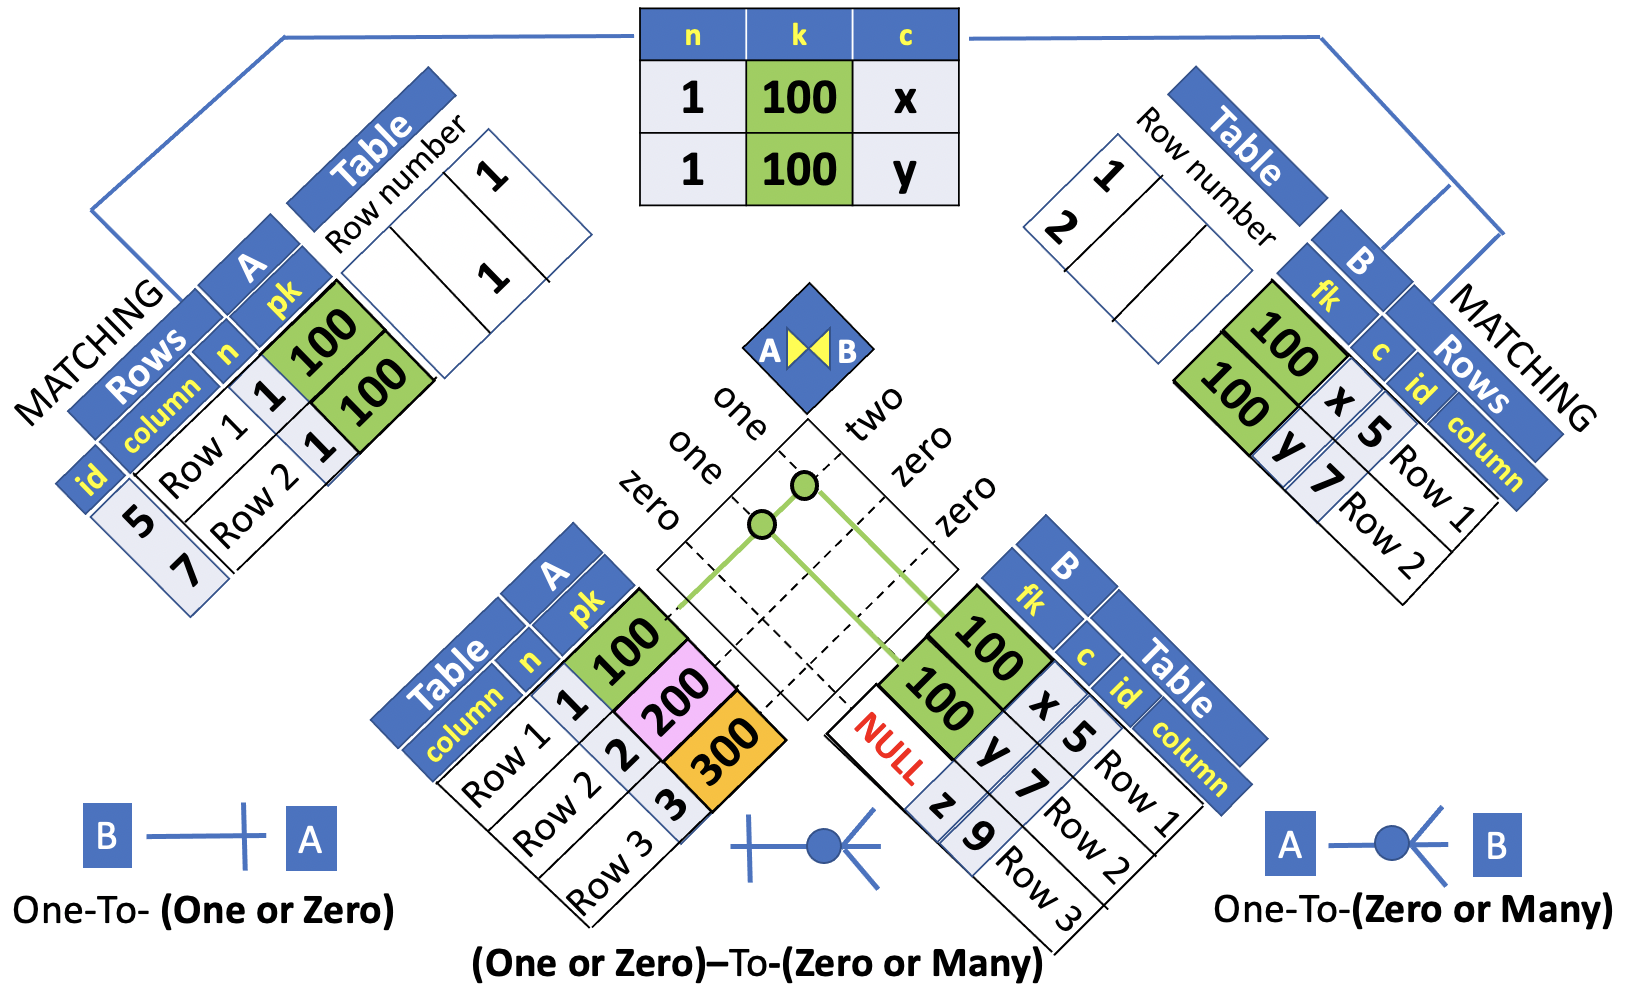 n k c
1 100 x
1 100 y
Table
Row number
1
1
MATCHING
Rows A
column n pk
id
Row 1 1 100
Row 2 1 100
5
7
Table
Row number
1
2
B Rows
MATCHING
fk c id column
100 x 5 Row 1
100 y 7 Row 2
A B
one
one
zero
two
zero
zero
Table A
column n pk
Row 1 1 100
Row 2 2 200
Row 3 3 300
B Table
fk c id column
100 x 5 Row 1
100 y 7 Row 2
NULL z 9 Row 3
B A
One-To- (One or Zero)
A B
One-To-(Zero or Many)
(One or Zero)–To-(Zero or Many)